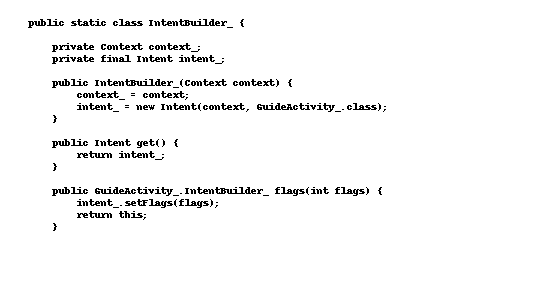 public static class IntentBuilder_ {
private Context context_;
private final Intent intent_;
public IntentBuilder_(Context context) {
context_ = context;
intent_ = new Intent(context, GuideActivity_.class);
}
public Intent get() {
return intent_;
}
public GuideActivity_.IntentBuilder_ flags(int flags) {
intent_.setFlags(flags);
return this;
}